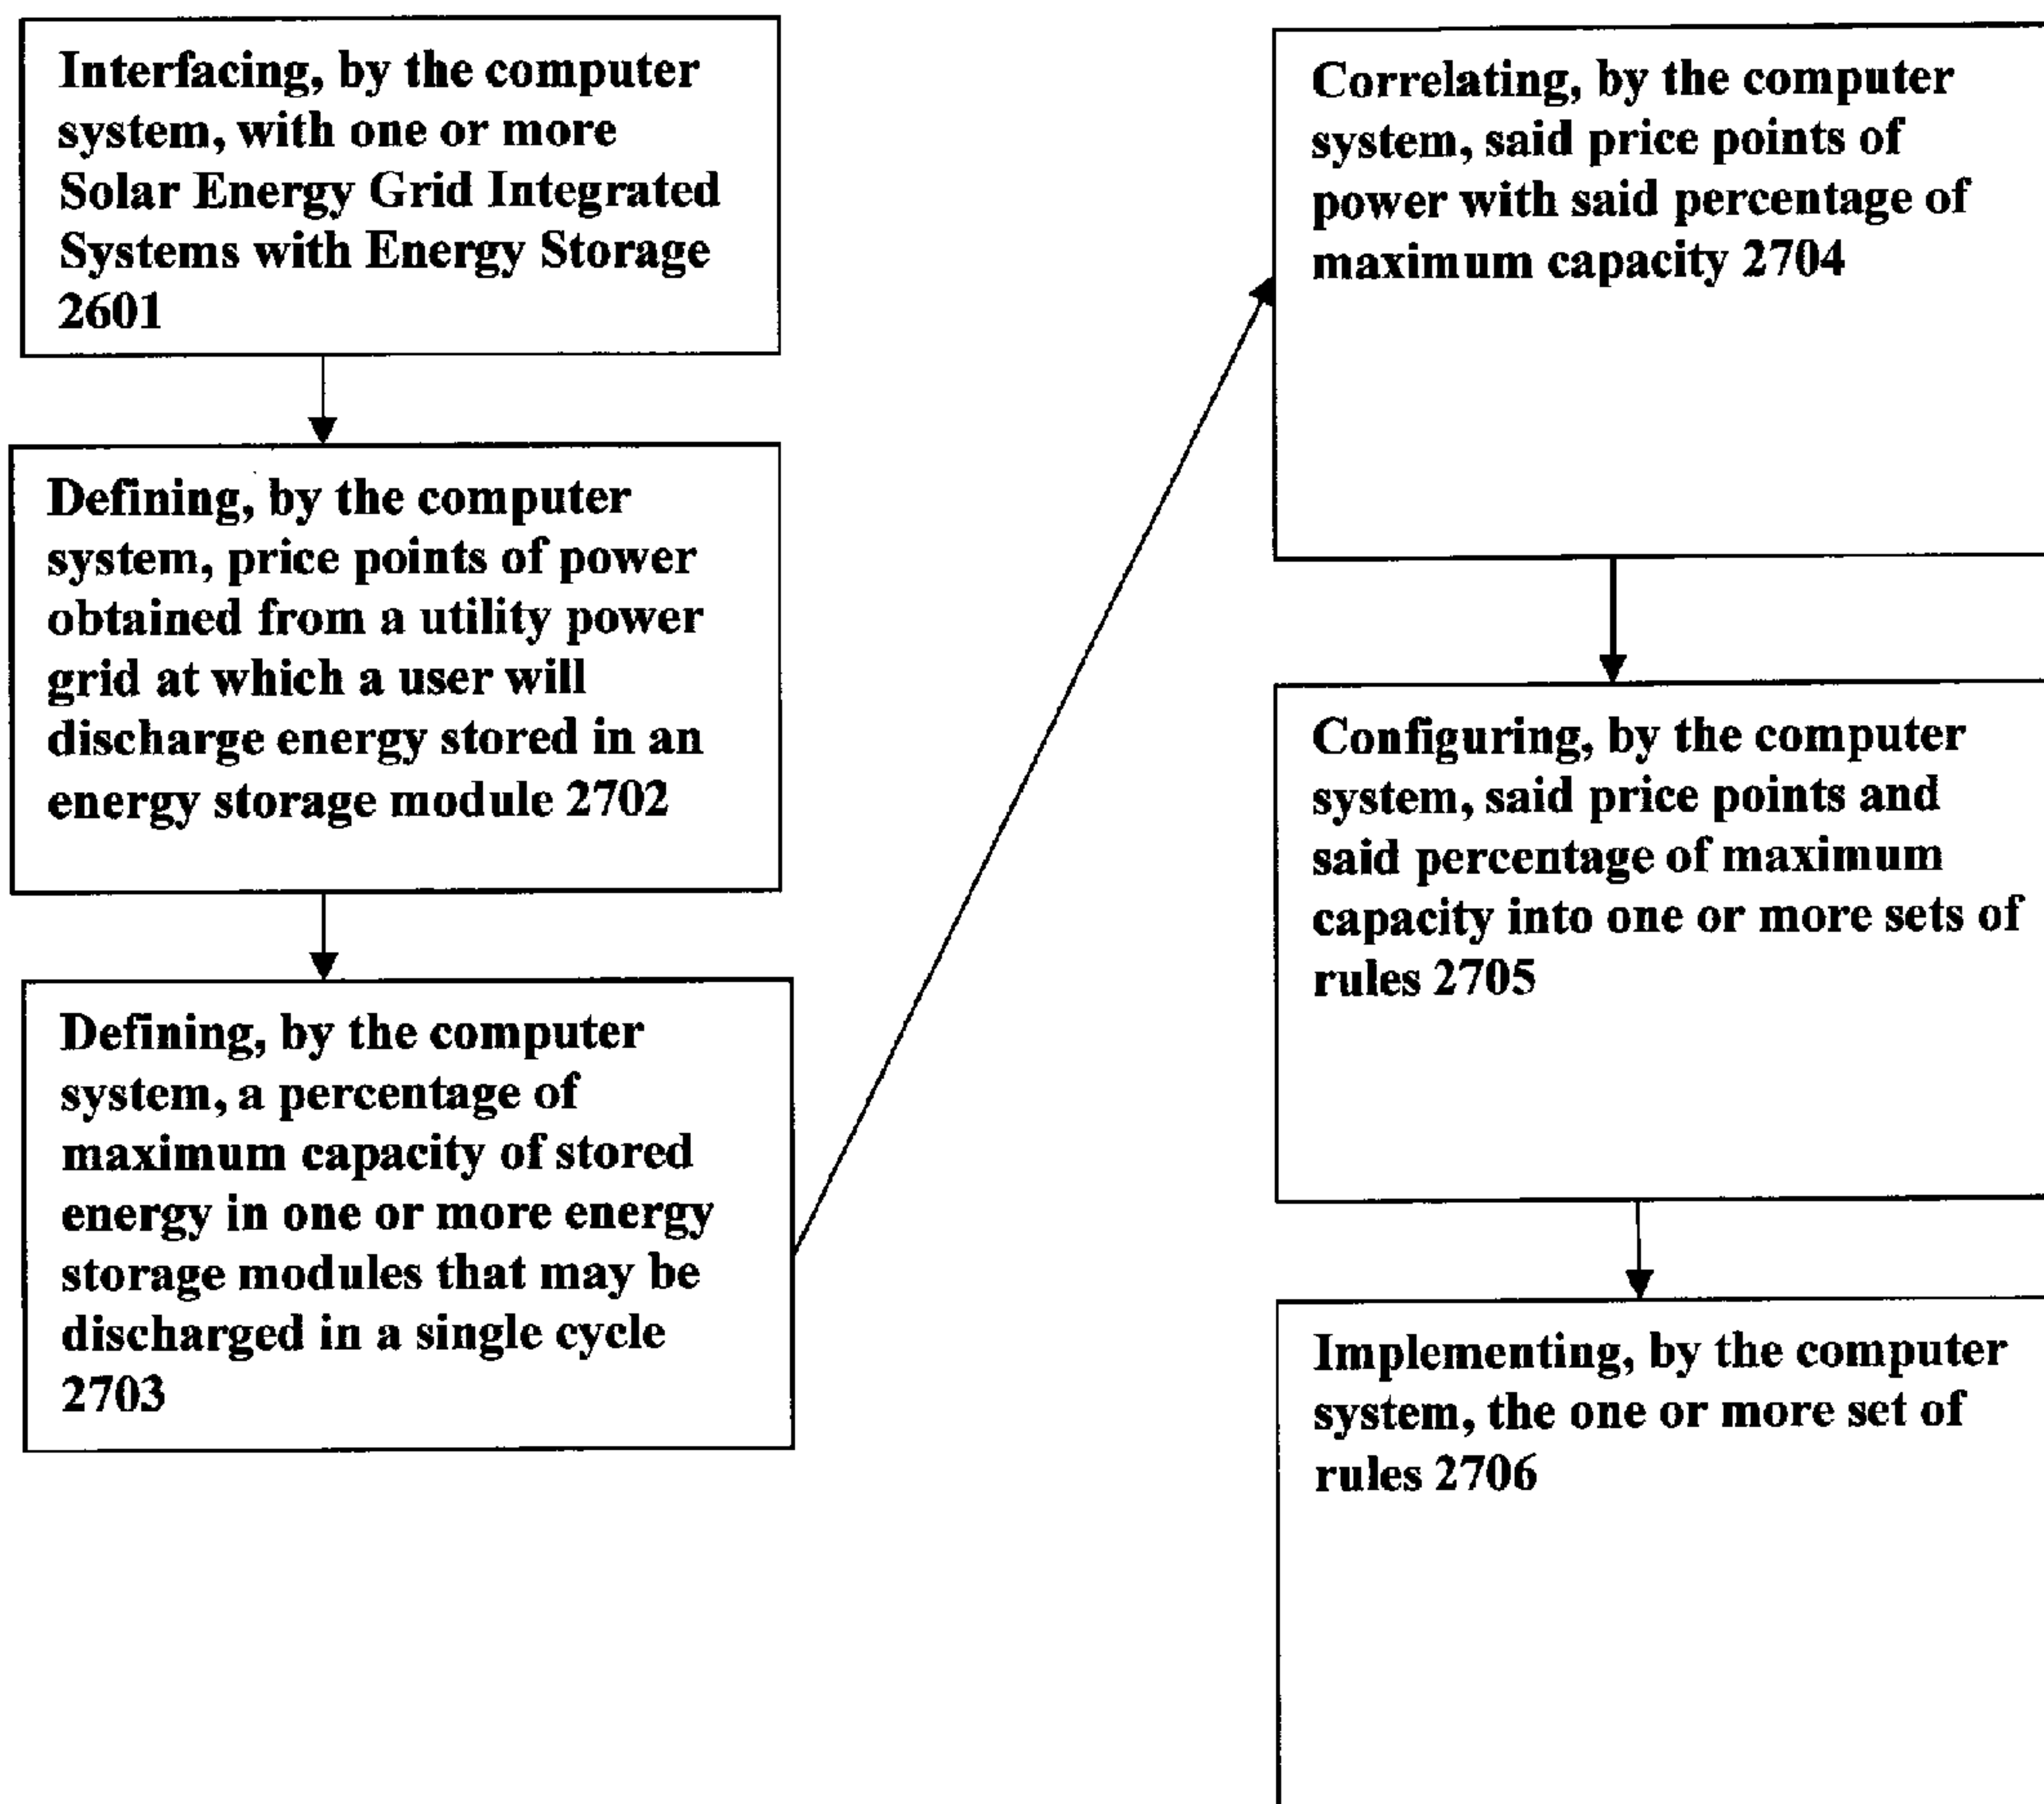 Interfacing, by the computer
system, with one or more
Solar Energy Grid Integrated
Systems with Energy Storage
2601
Defining, by the computer
system, price points of power
obtained from a utility power
grid at which a user will
discharge energy stored in an
energy storage module 2702
Defining, by the computer
system, a percentage of
maximum capacity of stored
energy in one or more energy
storage modules that may be
discharged in a single cycle
2703
Correlating, by the computer
system, said price points of
power with said percentage of
maximum capacity 2704
Configuring, by the computer
system, said price points and
said percentage of maximum
capacity into one or more sets of
rules 2705
Implementing, by the computer
system, the one or more set of
rules 2706